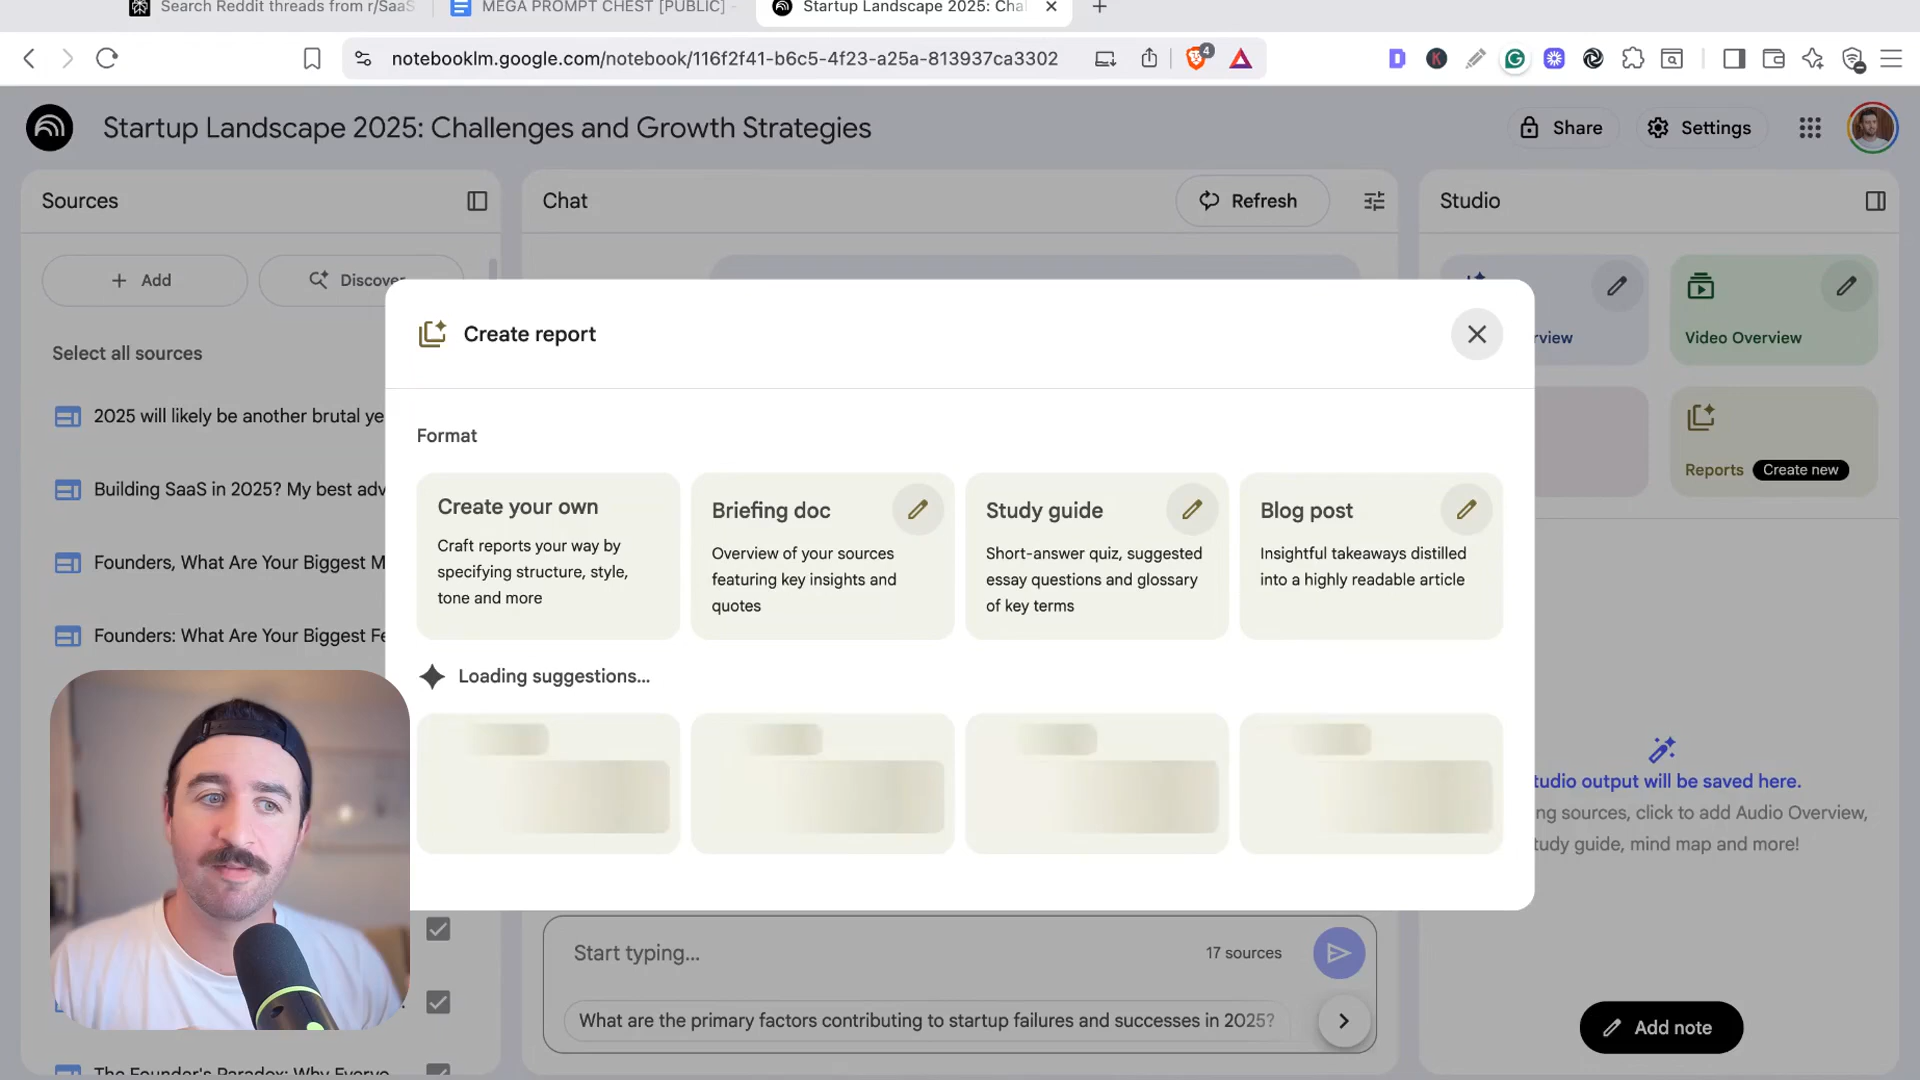 Search Reddit threads from r/SaaS
MEGA PROMPT CHEST [PUBLIC] -
Startup Landscape 2025: Chal
notebooklm.google.com/notebook/116f2f41-b6c5-4f23-a25a-813937ca3302
4
Startup Landscape 2025: Challenges and Growth Strategies
Share
Settings
Sources
Chat
Refresh
Studio
Add
Discover
Select all sources
2025 will likely be another brutal ye
Building SaaS in 2025? My best adv
Founders, What Are Your Biggest M
Founders: What Are Your Biggest Fe
The Founder's Paradox: Why Everyo
Create report
Format
Create your own
Craft reports your way by
specifying structure, style,
tone and more
Briefing doc
Overview of your sources
featuring key insights and
quotes
Study guide
Short-answer quiz, suggested
essay questions and glossary
of key terms
Blog post
Insightful takeaways distilled
into a highly readable article
Loading suggestions...
Start typing...
17 sources
What are the primary factors contributing to startup failures and successes in 2025?
rview
Video Overview
Reports
Create new
tudio output will be saved here.
ng sources, click to add Audio Overview,
tudy guide, mind map and more!
Add note